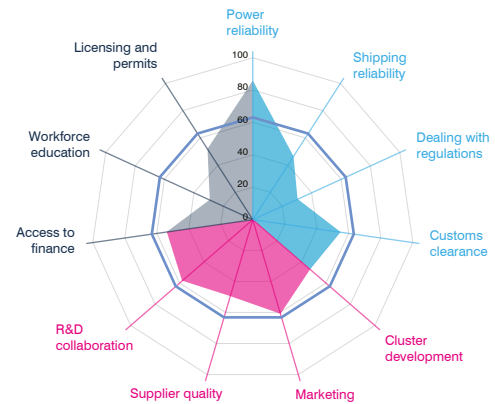 Power
reliability
Licensing and
permits
Shipping
reliability
100
80
60
40
20
0
Workforce
education
Dealing with
regulations
Access to
finance
Customs
clearance
R&D
collaboration
Cluster
development
Supplier quality
Marketing